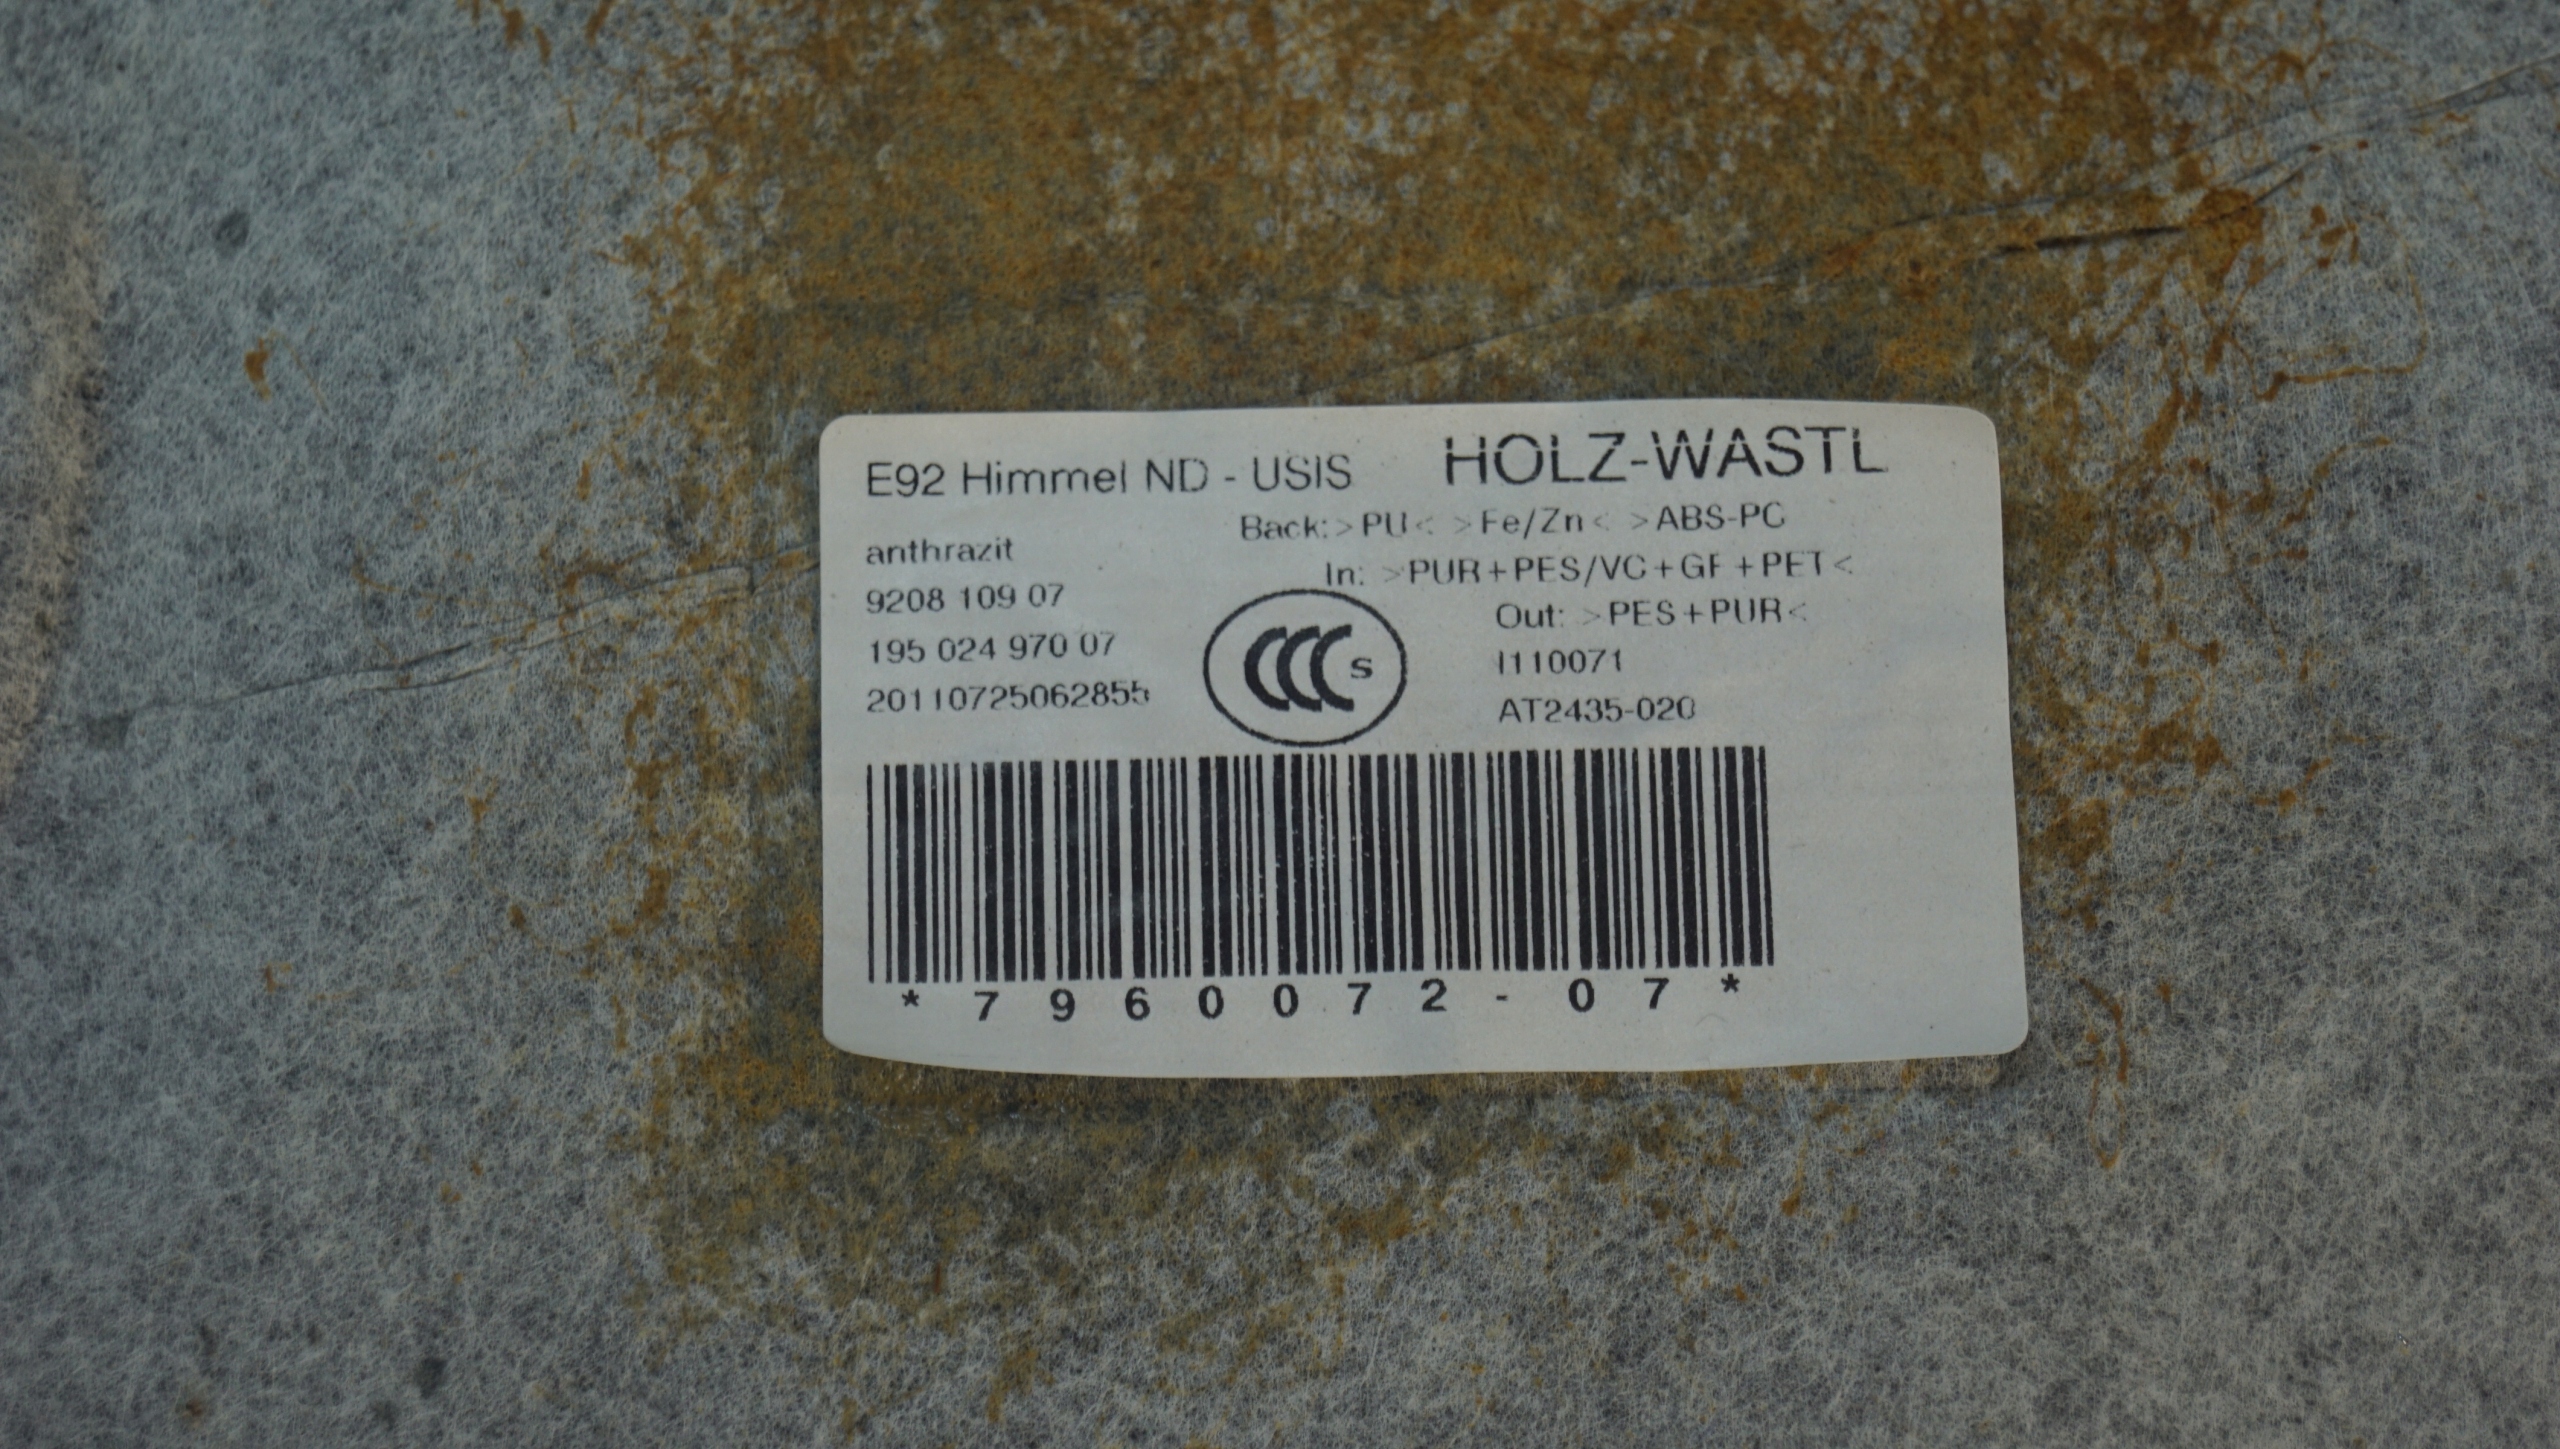 E92 Himmel ND - USIS
HOLZ-WASTL
Back: >PU< >Fe/Zn< >ABS-PC
anthrazit
In: >PUR+PES/VC+GF+PET<
9208 109 07
Out: >PES+PUR<
195 024 970 07
CCC S
I110071
20110725062855
AT2435-020
*7960072-07*